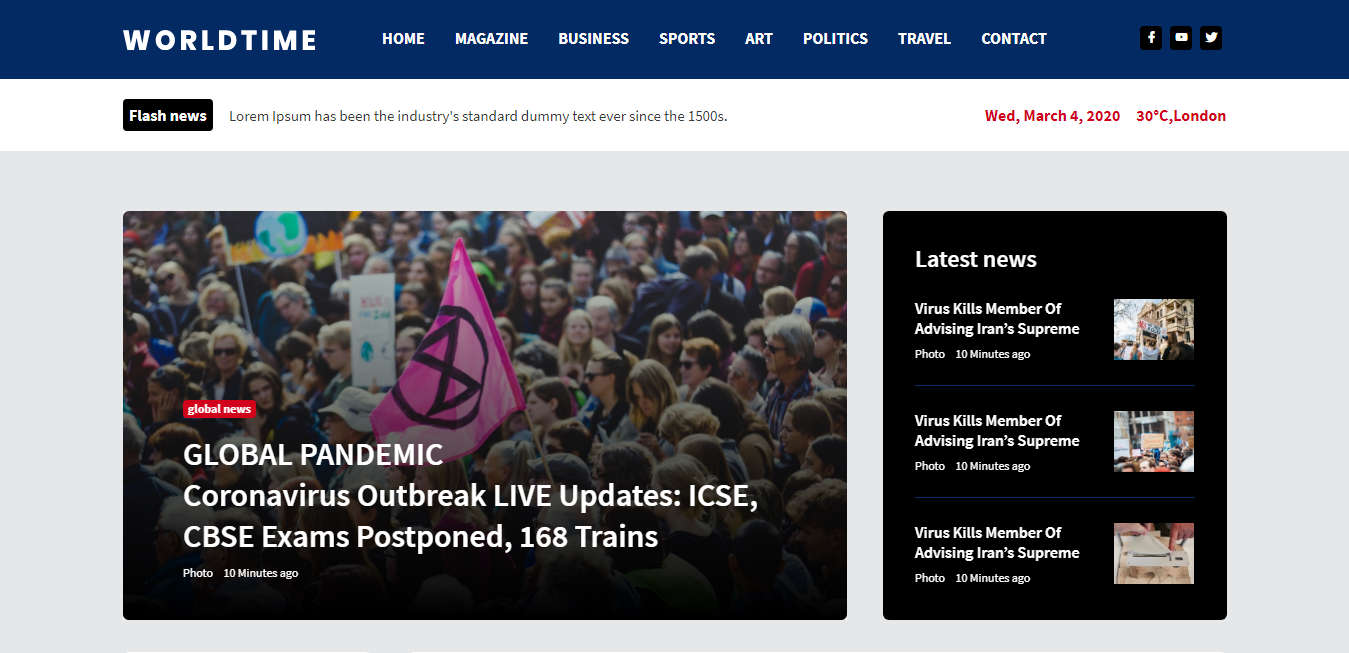 WORLDTIME
HOME MAGAZINE BUSINESS SPORTS ART POLITICS TRAVEL CONTACT
Flash news
Lorem Ipsum has been the industry's standard dummy text ever since the 1500s.
Wed, March 4, 2020 30°C,London
global news
GLOBAL PANDEMIC
Coronavirus Outbreak LIVE Updates: ICSE,
CBSE Exams Postponed, 168 Trains
Photo 10 Minutes ago
Latest news
Virus Kills Member Of
Advising Iran’s Supreme
Photo 10 Minutes ago
Virus Kills Member Of
Advising Iran’s Supreme
Photo 10 Minutes ago
Virus Kills Member Of
Advising Iran’s Supreme
Photo 10 Minutes ago